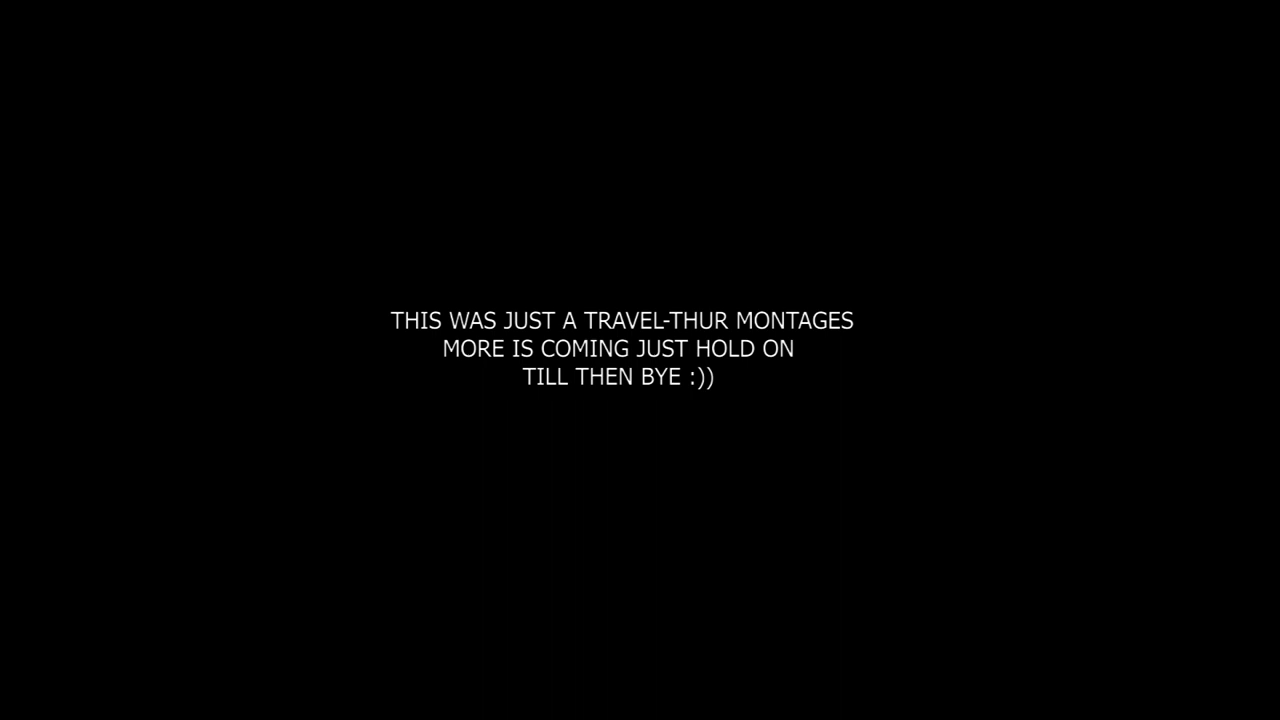 THIS WAS JUST A TRAVEL-THUR MONTAGES
MORE IS COMING JUST HOLD ON
TILL THEN BYE :))